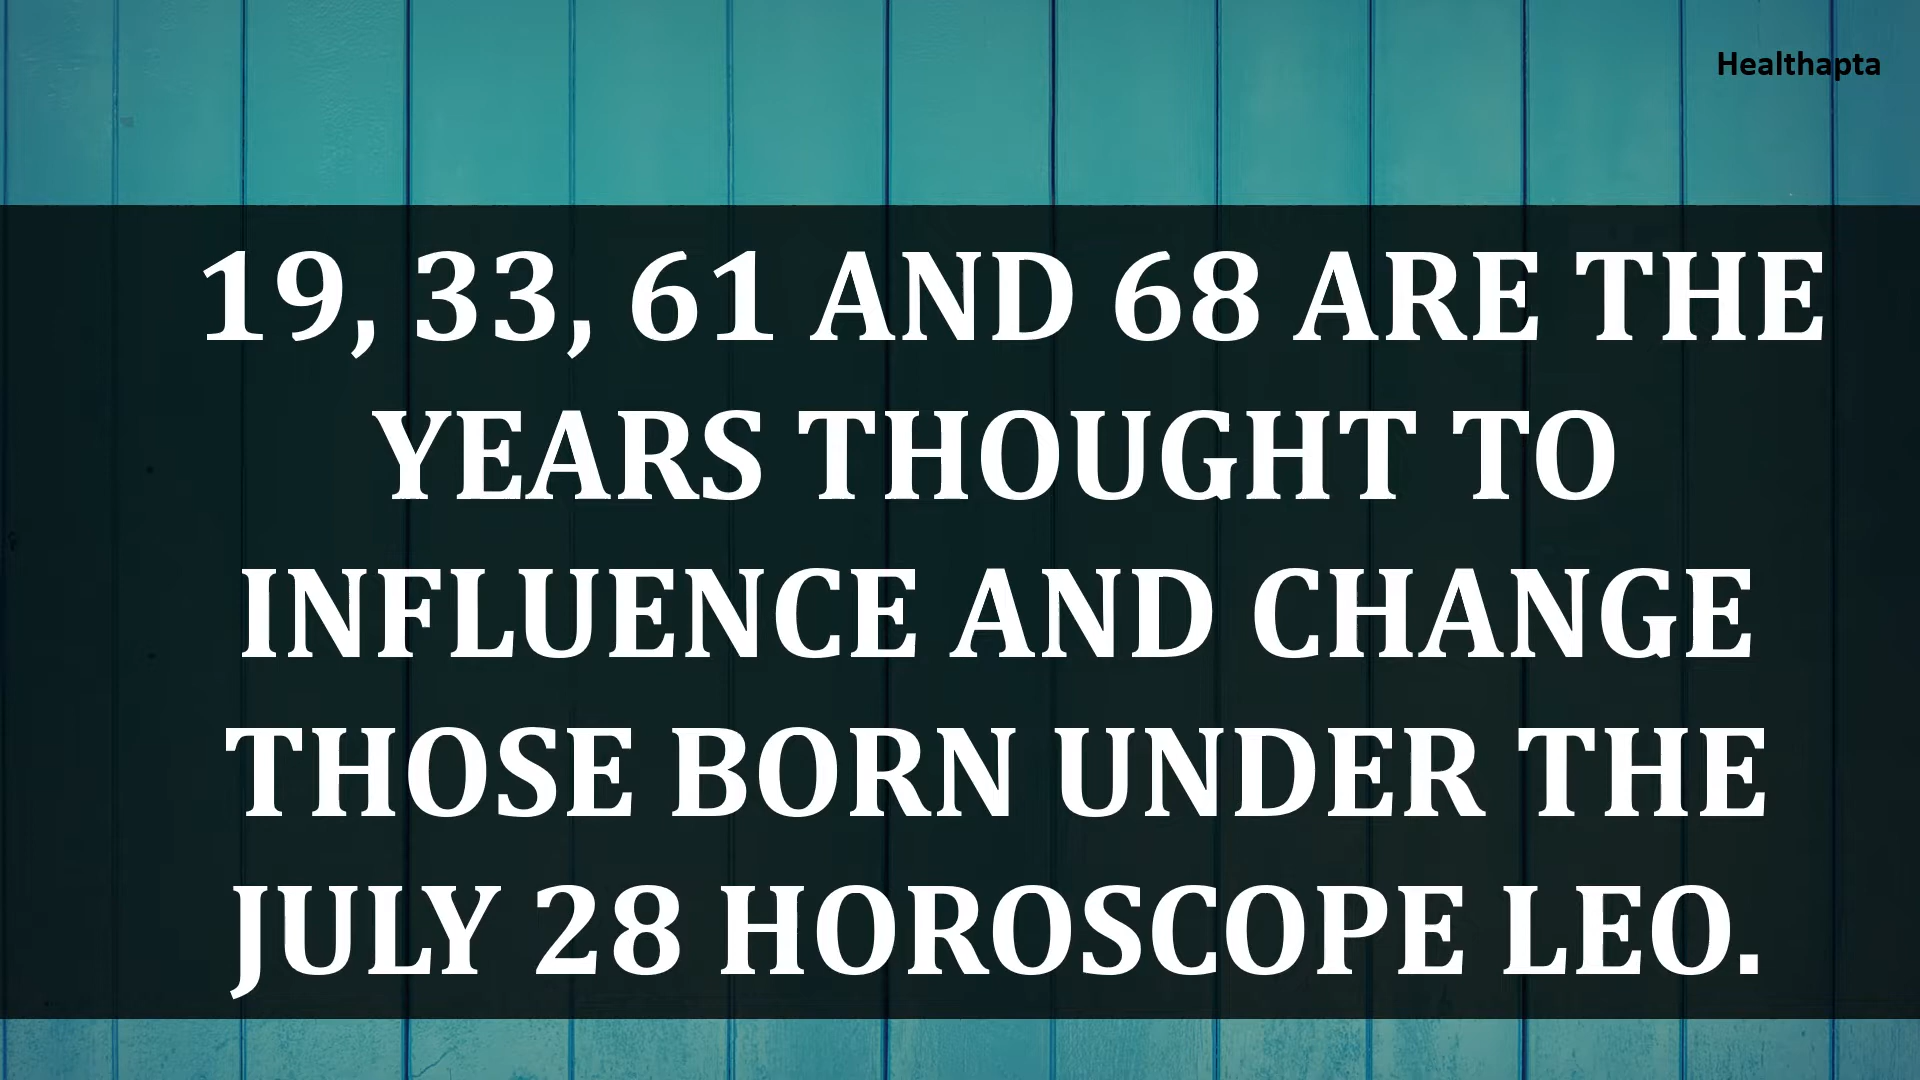 Healthapta
19, 33, 61 AND 68 ARE THE
YEARS THOUGHT TO
INFLUENCE AND CHANGE
THOSE BORN UNDER THE
JULY 28 HOROSCOPE LEO.